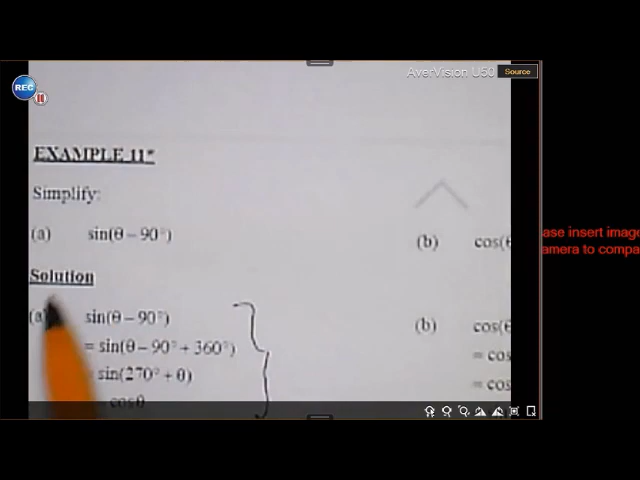 REC
AverVision U50
Source
EXAMPLE 11*
Simplify:
(a) sin(θ – 90°)
(b) cos(θ
ase insert image
amera to compa
Solution
(a) sin(θ – 90°)
(b) cos(θ
= sin(θ – 90° + 360°)
= cos
= sin(270° + θ)
= cos
cosθ